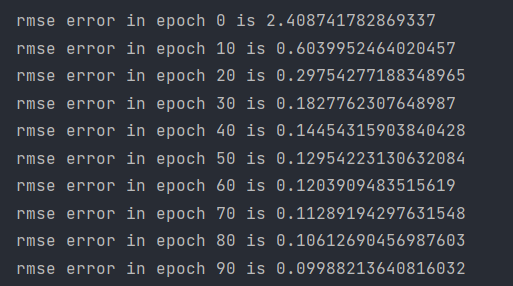 rmse error in epoch 0 is 2.408741782869337
rmse error in epoch 10 is 0.6039952464020457
rmse error in epoch 20 is 0.29754277188348965
rmse error in epoch 30 is 0.1827762307648987
rmse error in epoch 40 is 0.14454315903840428
rmse error in epoch 50 is 0.12954223130632084
rmse error in epoch 60 is 0.1203909483515619
rmse error in epoch 70 is 0.11289194297631548
rmse error in epoch 80 is 0.10612690456987603
rmse error in epoch 90 is 0.09988213640816032